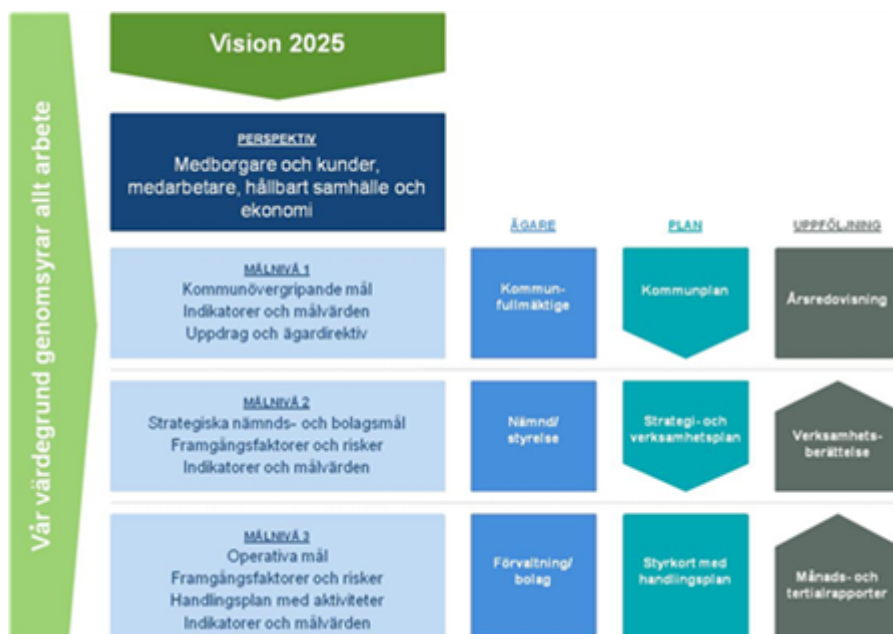 Vår värdegrund genomsyrar allt arbete
Vision 2025
PERSPEKTIV
Medborgare och kunder,
medarbetare, hållbart samhälle och
ekonomi
ÄGARE
PLAN
UPPFÖLJNING
MÅLNIVÅ 1
Kommunövergripande mål
Indikatorer och målvärden
Uppdrag och ägardirektiv
Kommun-
fullmäktige
Kommunplan
Årsredovisning
MÅLNIVÅ 2
Strategiska nämnds- och bolagsmål
Framgångsfaktorer och risker
Indikatorer och målvärden
Nämnd/
styrelse
Strategi- och
verksamhetsplan
Verksamhets-
berättelse
MÅLNIVÅ 3
Operativa mål
Framgångsfaktorer och risker
Handlingsplan med aktiviteter
Indikatorer och målvärden
Förvaltning/
bolag
Styrkort med
handlingsplan
Månads- och
tertialrapporter